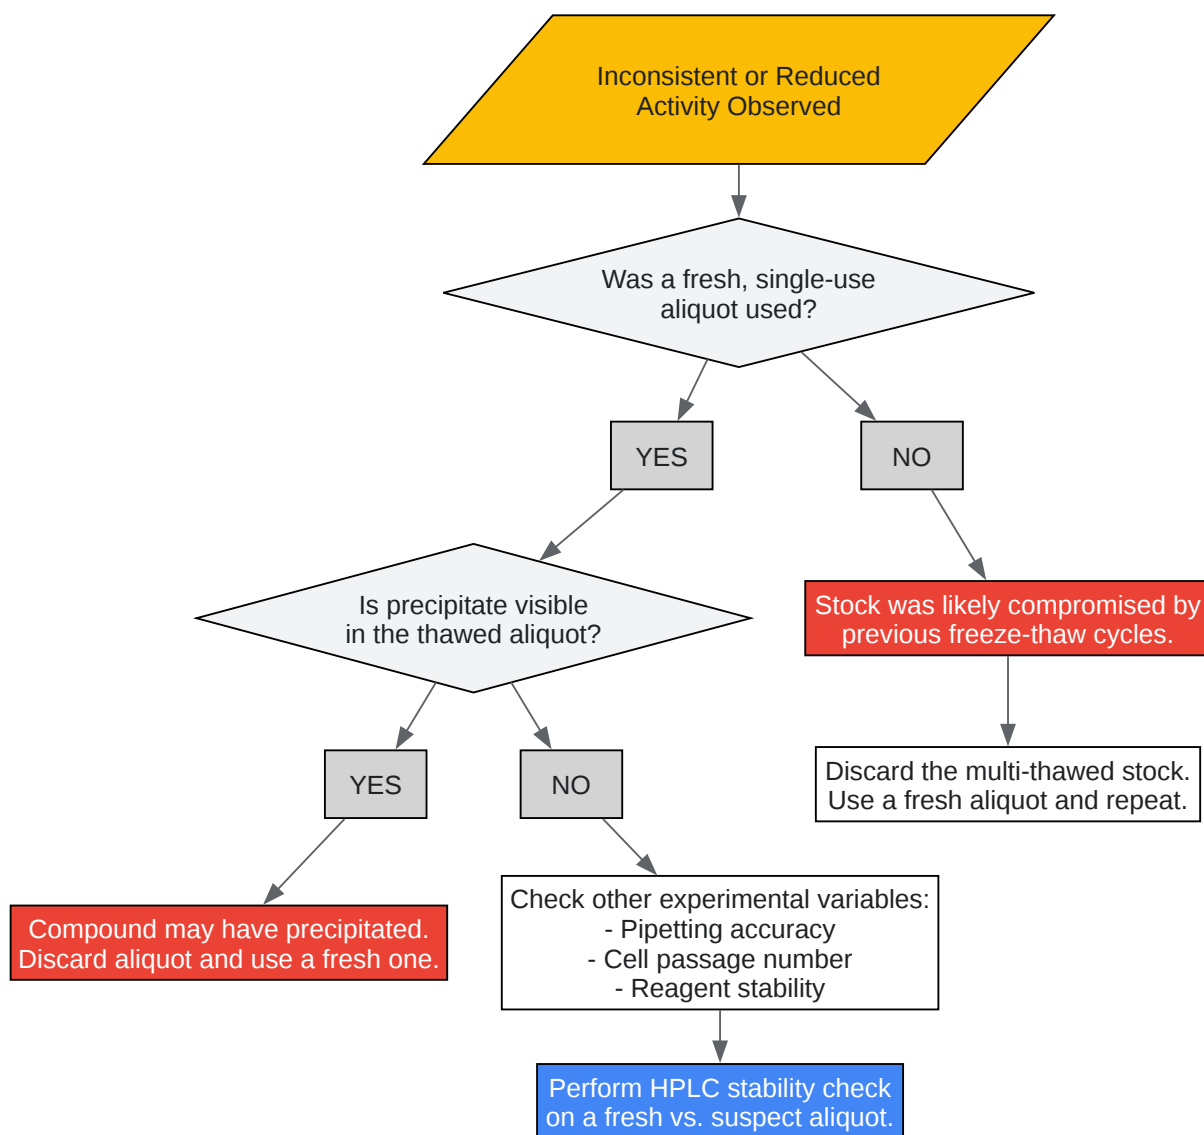 Inconsistent or Reduced
Activity Observed
Was a fresh, single-use
aliquot used?
YES
NO
Is precipitate visible
in the thawed aliquot?
Stock was likely compromised by
previous freeze-thaw cycles.
YES
NO
Discard the multi-thawed stock.
Use a fresh aliquot and repeat.
Compound may have precipitated.
Discard aliquot and use a fresh one.
Check other experimental variables:
- Pipetting accuracy
- Cell passage number
- Reagent stability
Perform HPLC stability check
on a fresh vs. suspect aliquot.